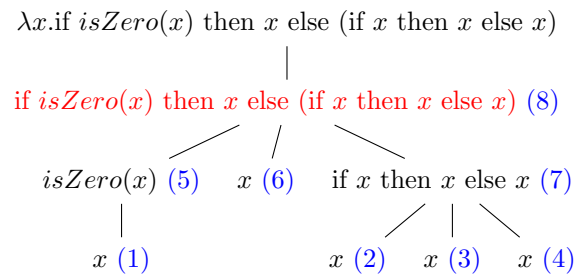 λx.if isZero(x) then x else (if x then x else x)
if isZero(x) then x else (if x then x else x) (8)
isZero(x) (5) x (6) if x then x else x (7)
x (1) x (2) x (3) x (4)